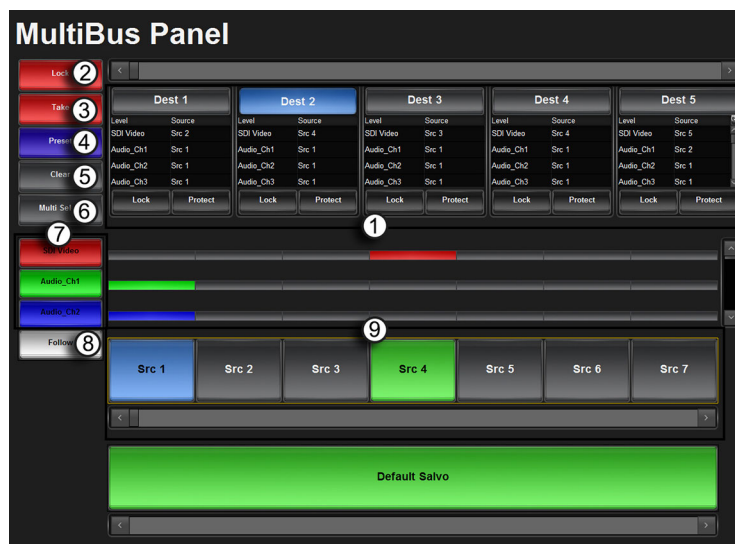 MultiBus Panel
Lock 2
Take 3
4
Clear 5
6
7
SDI Video
Audio_Ch1
Audio_Ch2
Follow 8
Dest 1
Level Source
SDI Video Src 2
Audio_Ch1 Src 1
Audio_Ch2 Src 1
Audio_Ch3 Src 1
Lock Protect
Dest 2
Level Source
SDI Video Src 4
Audio_Ch1 Src 1
Audio_Ch2 Src 1
Audio_Ch3 Src 1
Lock Protect
Dest 3
Level Source
SDI Video Src 3
Audio_Ch1 Src 1
Audio_Ch2 Src 1
Audio_Ch3 Src 1
Lock Protect
Dest 4
Level Source
SDI Video Src 4
Audio_Ch1 Src 1
Audio_Ch2 Src 1
Audio_Ch3 Src 1
Lock Protect
Dest 5
Level Source
SDI Video Src 5
Audio_Ch1 Src 2
Audio_Ch2 Src 1
Audio_Ch3 Src 1
Lock Protect
1
9
Src 1 Src 2 Src 3 Src 4 Src 5 Src 6 Src 7
Default Salvo